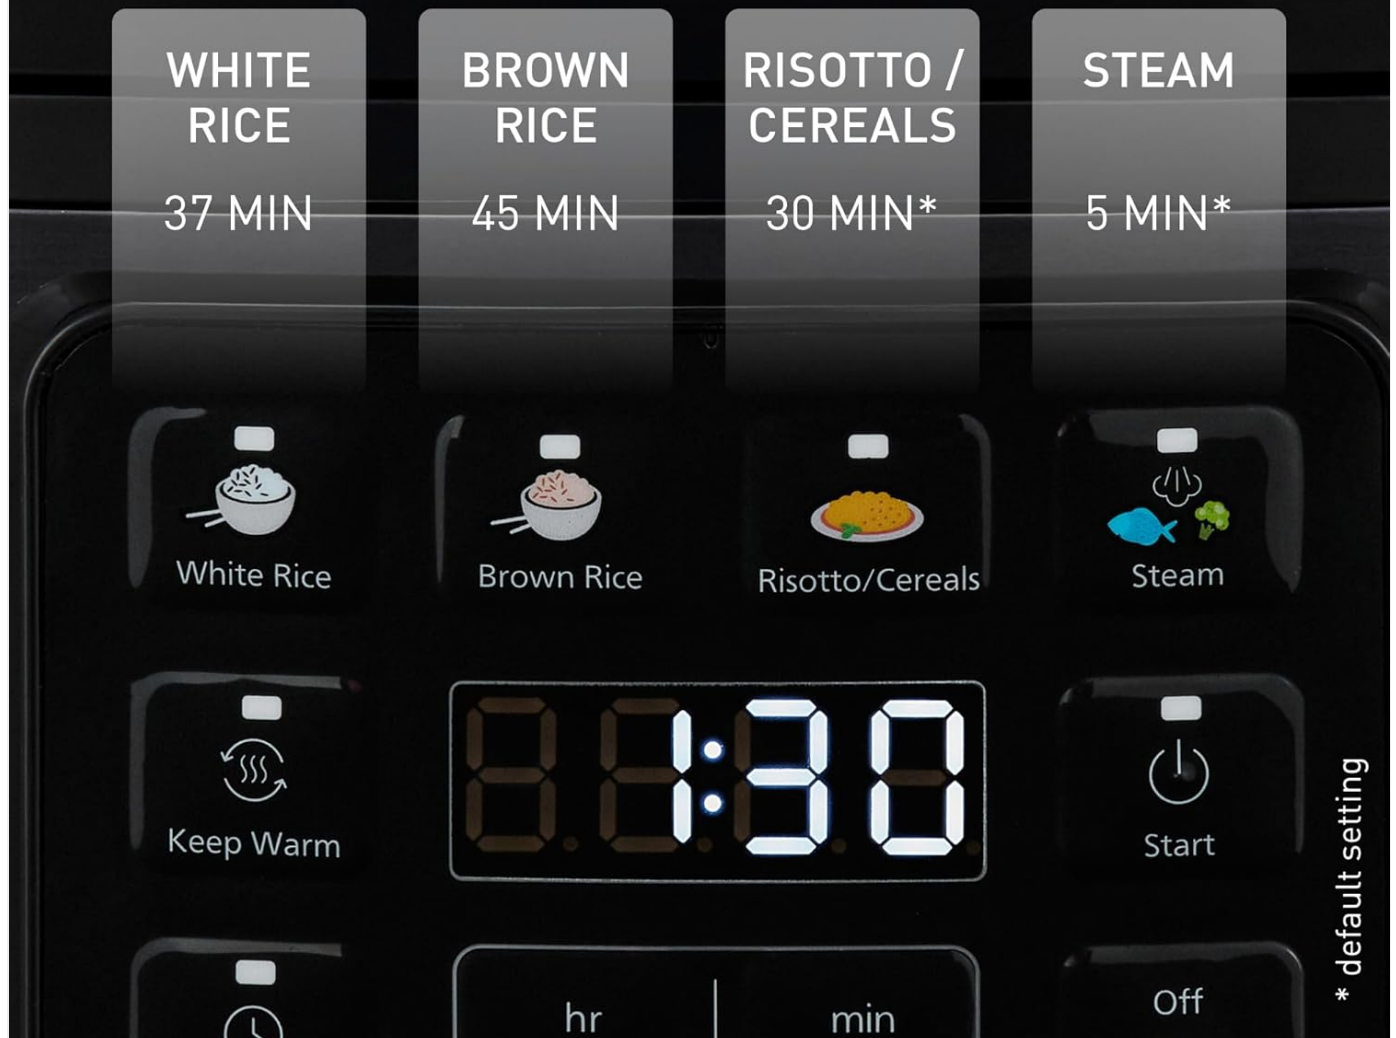 WHITE
RICE
37 MIN
BROWN
RICE
45 MIN
RISOTTO /
CEREALS
30 MIN*
STEAM
5 MIN*
White Rice
Brown Rice
Risotto/Cereals
Steam
Keep Warm
1:30
Start
* default setting
hr
min
Off